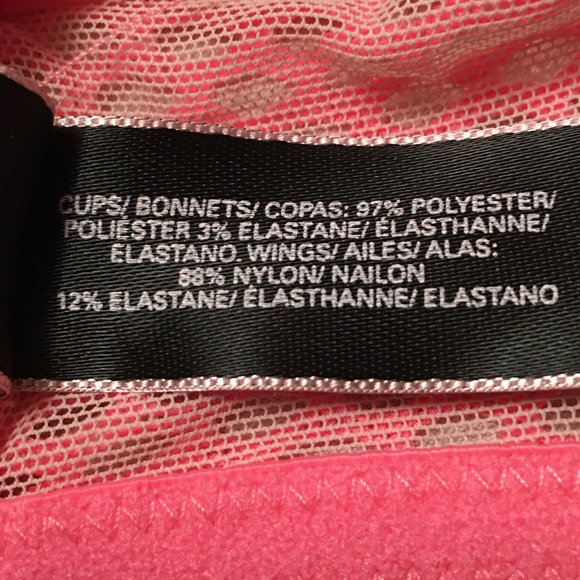 CUPS/ BONNETS/ COPAS: 97% POLYESTER/
POLIESTER 3% ELASTANE/ ÉLASTHANNE/
ELASTANO. WINGS/ AILES/ ALAS:
88% NYLON/ NAILON
12% ELASTANE/ ÉLASTHANNE/ ELASTANO